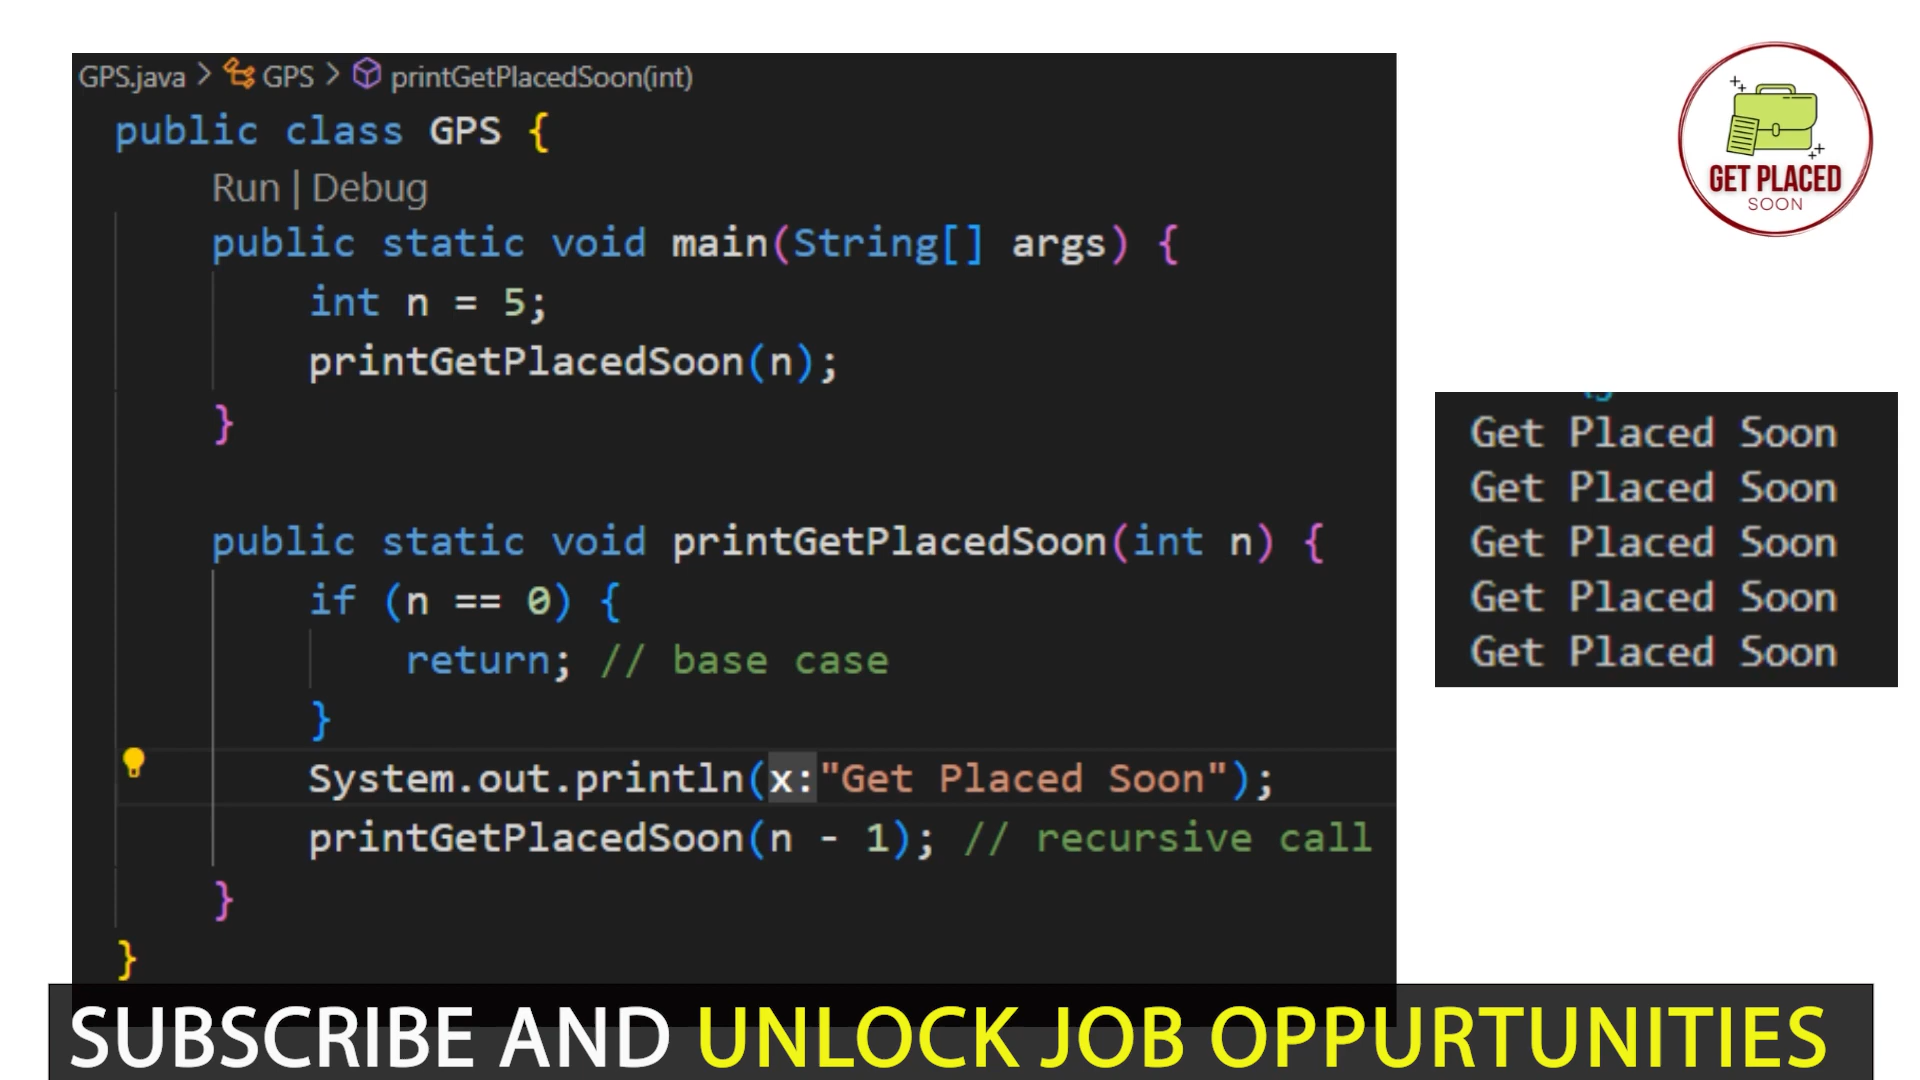 GPS.java > GPS > printGetPlacedSoon(int)
public class GPS {
Run | Debug
public static void main(String[] args) {
int n = 5;
printGetPlacedSoon(n);
}
public static void printGetPlacedSoon(int n) {
if (n == 0) {
return; // base case
}
System.out.println(x:"Get Placed Soon");
printGetPlacedSoon(n - 1); // recursive call
}
}
GET PLACED
SOON
Get Placed Soon
Get Placed Soon
Get Placed Soon
Get Placed Soon
Get Placed Soon
SUBSCRIBE AND UNLOCK JOB OPPURTUNITIES